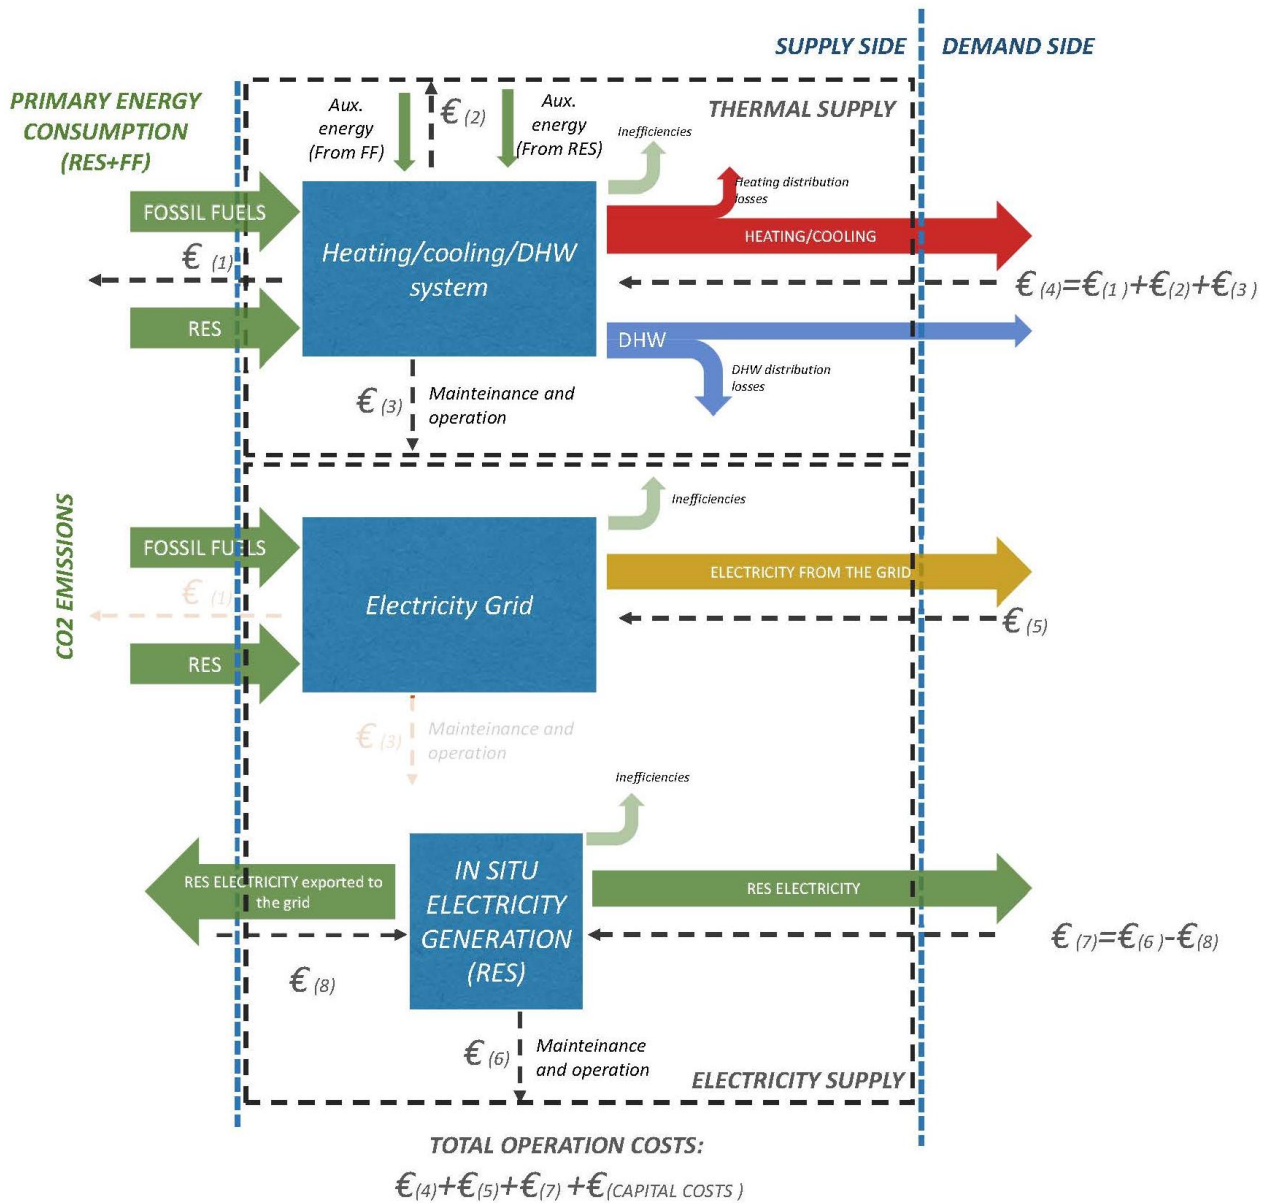 SUPPLY SIDE
DEMAND SIDE
PRIMARY ENERGY
CONSUMPTION
(RES+FF)
THERMAL SUPPLY
Aux.
energy
(From FF)
€ (2)
Aux.
energy
(From RES)
Inefficiencies
FOSSIL FUELS
Heating/cooling/DHW
system
Heating distribution
losses
HEATING/COOLING
€ (1)
€ (4)=€(1 )+€(2)+€(3 )
RES
DHW
DHW distribution
losses
€ (3)
Mainteinance and
operation
CO2 EMISSIONS
Inefficiencies
FOSSIL FUELS
Electricity Grid
ELECTRICITY FROM THE GRID
€ (1)
€ (5)
RES
€ (3)
Mainteinance and
operation
Inefficiencies
RES ELECTRICITY exported to
the grid
IN SITU
ELECTRICITY
GENERATION
(RES)
RES ELECTRICITY
€ (7)=€(6 )-€(8)
€ (8)
€ (6)
Mainteinance
and operation
ELECTRICITY SUPPLY
TOTAL OPERATION COSTS:
€(4)+€(5)+€(7) +€(CAPITAL COSTS )